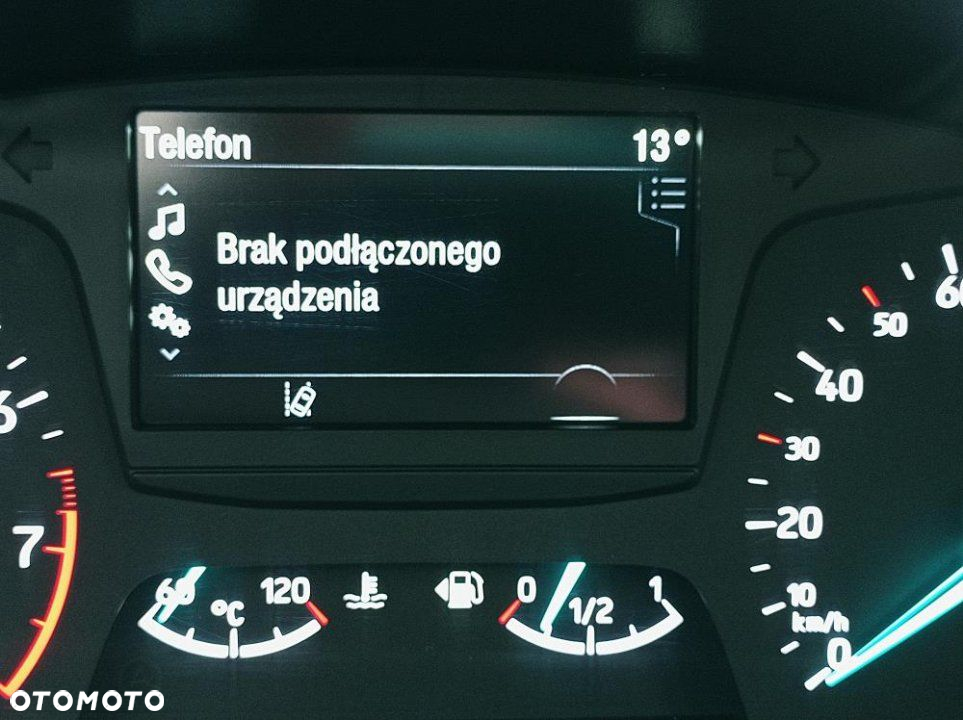 Telefon 13°
Brak podłączonego
urządzenia
6
7
60 120
°C
0 1/2 1
60
50
40
30
20
10
km/h
0
OTOMOTO